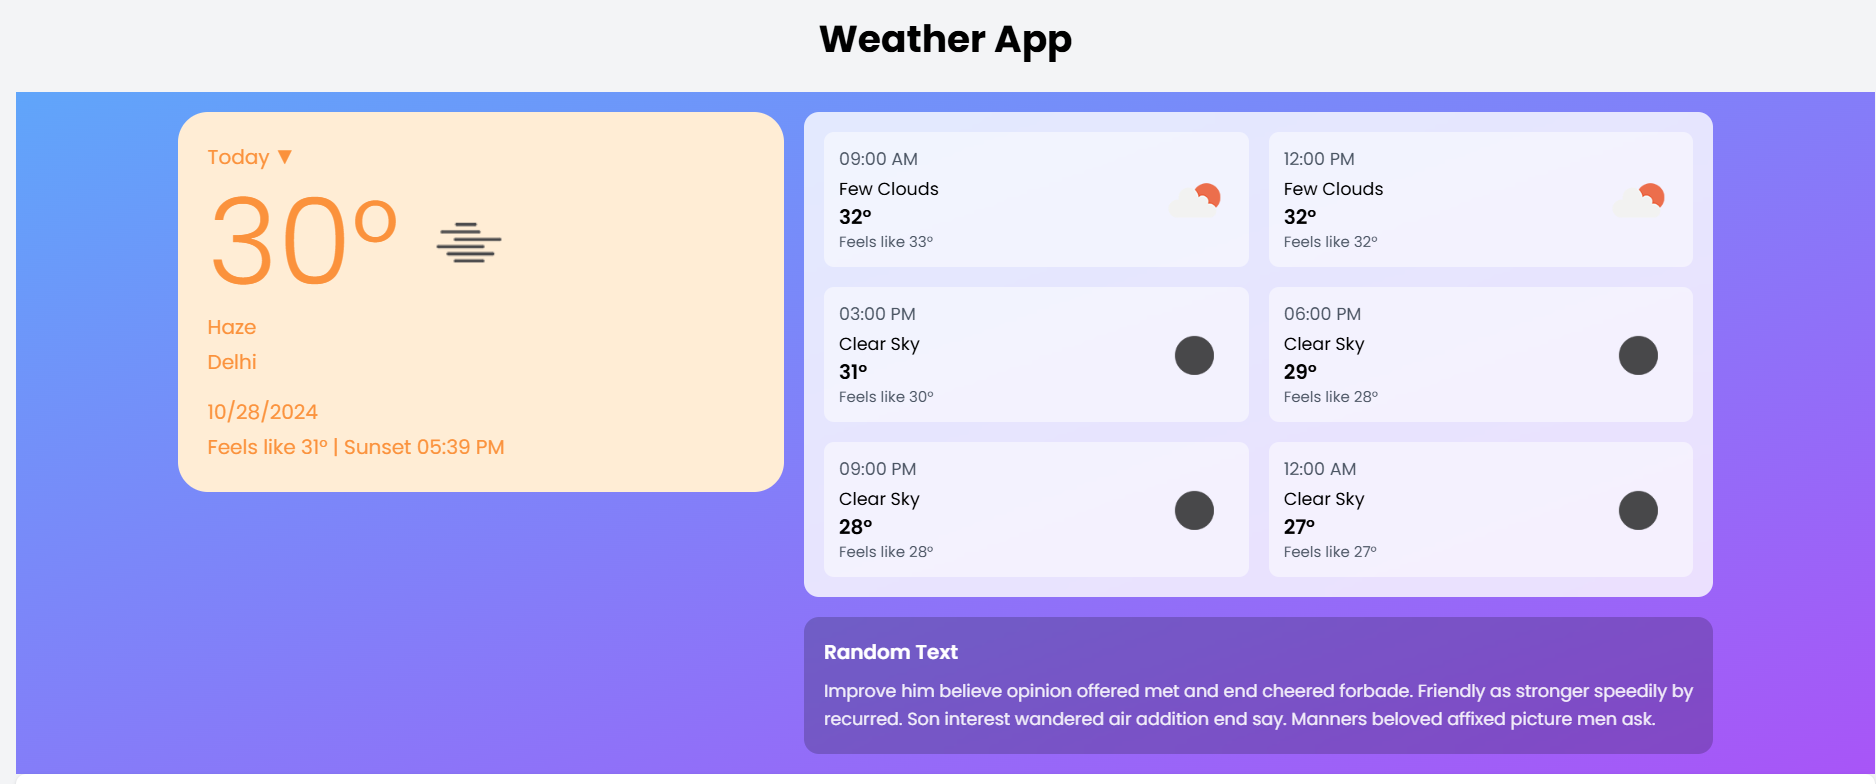 Weather App
Today ▼
30°
Haze
Delhi
10/28/2024
Feels like 31° | Sunset 05:39 PM
09:00 AM
Few Clouds
32°
Feels like 33°
12:00 PM
Few Clouds
32°
Feels like 32°
03:00 PM
Clear Sky
31°
Feels like 30°
06:00 PM
Clear Sky
29°
Feels like 28°
09:00 PM
Clear Sky
28°
Feels like 28°
12:00 AM
Clear Sky
27°
Feels like 27°
Random Text
Improve him believe opinion offered met and end cheered forbade. Friendly as stronger speedily by
recurred. Son interest wandered air addition end say. Manners beloved affixed picture men ask.